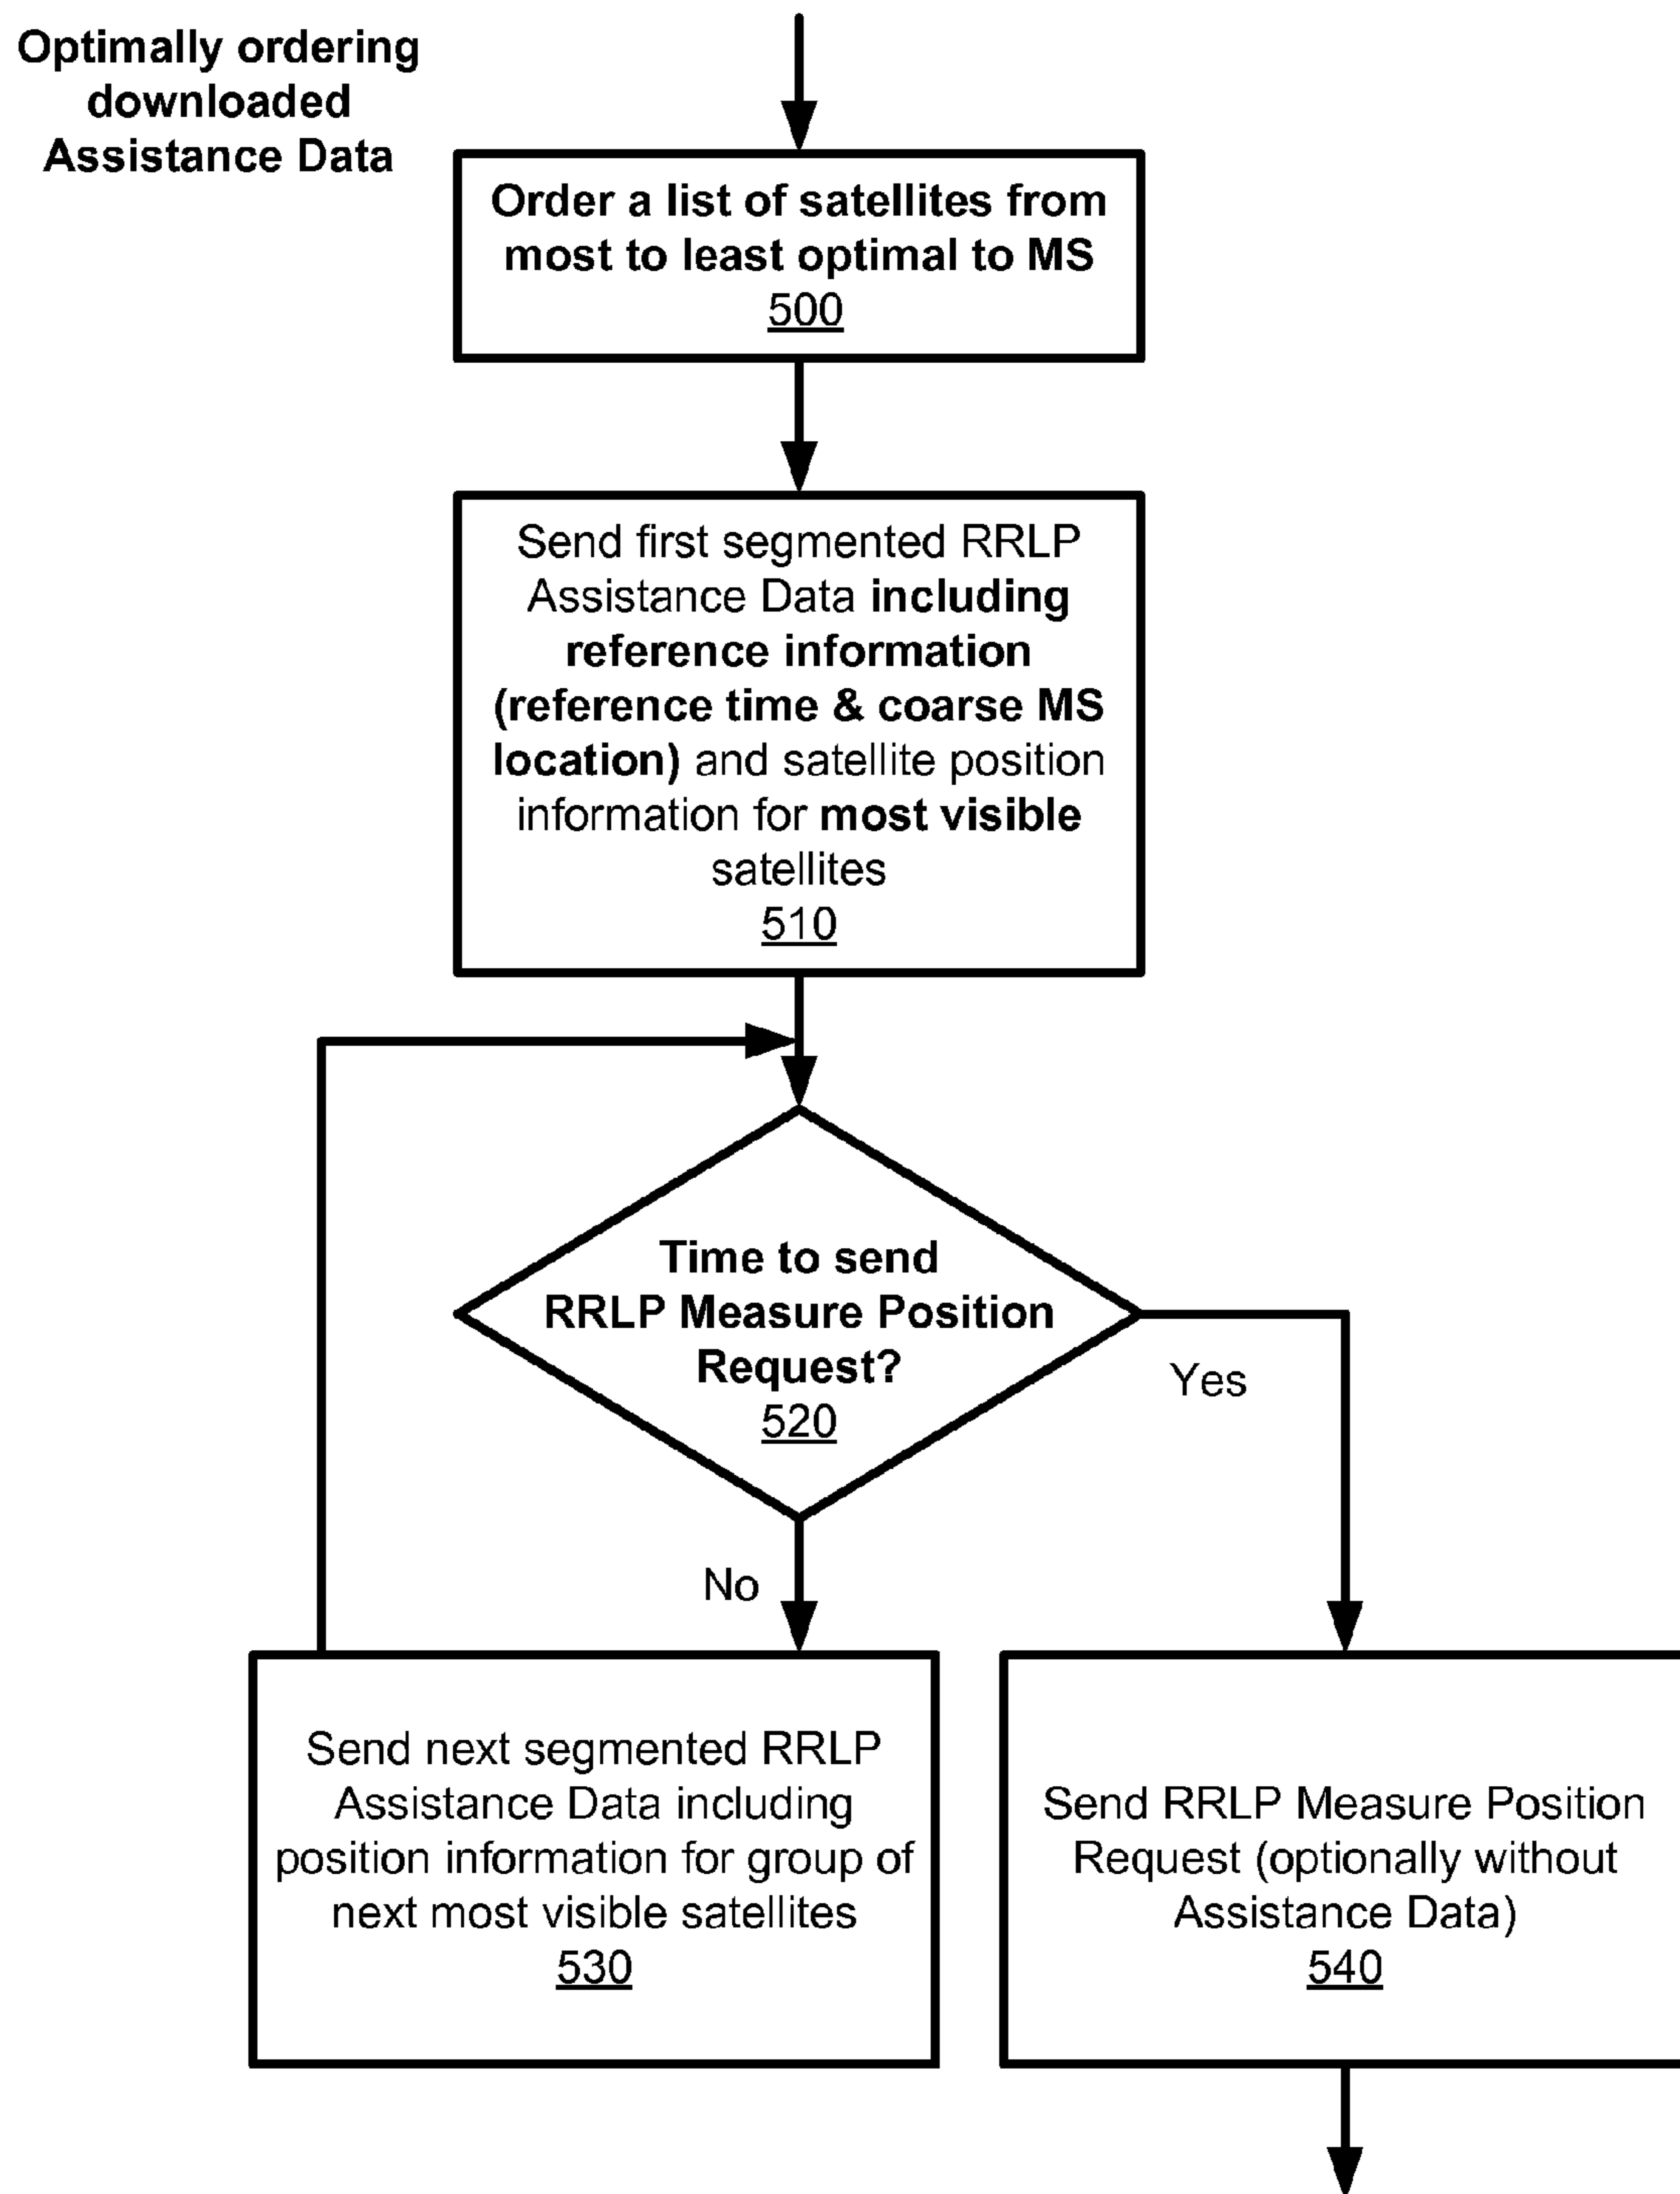 Optimally ordering
downloaded
Assistance Data
Order a list of satellites from
most to least optimal to MS
500
Send first segmented RRLP
Assistance Data including
reference information
(reference time & coarse MS
location) and satellite position
information for most visible
satellites
510
Time to send
RRLP Measure Position
Request?
520
Yes
No
Send next segmented RRLP
Assistance Data including
position information for group of
next most visible satellites
530
Send RRLP Measure Position
Request (optionally without
Assistance Data)
540